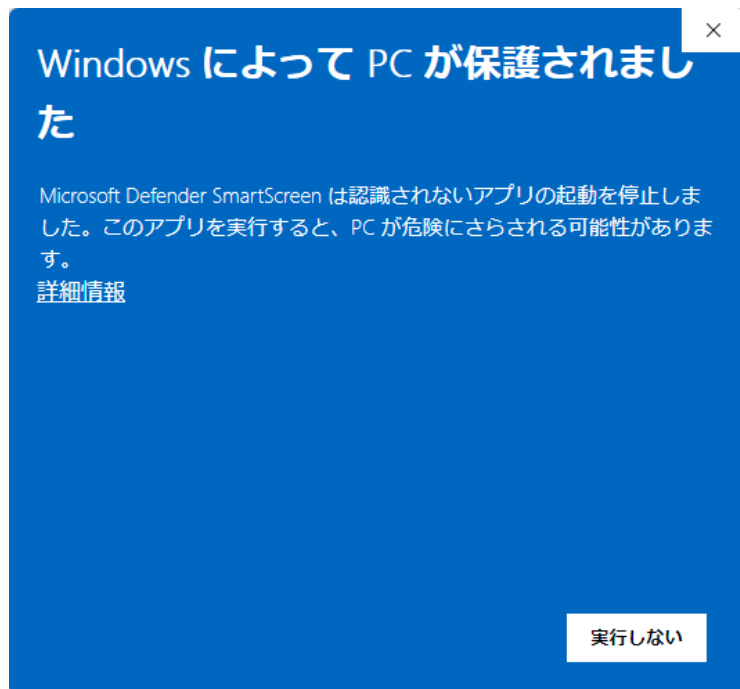 Windows によって PC が保護されまし
た
Microsoft Defender SmartScreen は認識されないアプリの起動を停止しま
した。このアプリを実行すると、PC が危険にさらされる可能性がありま
す。
詳細情報
実行しない